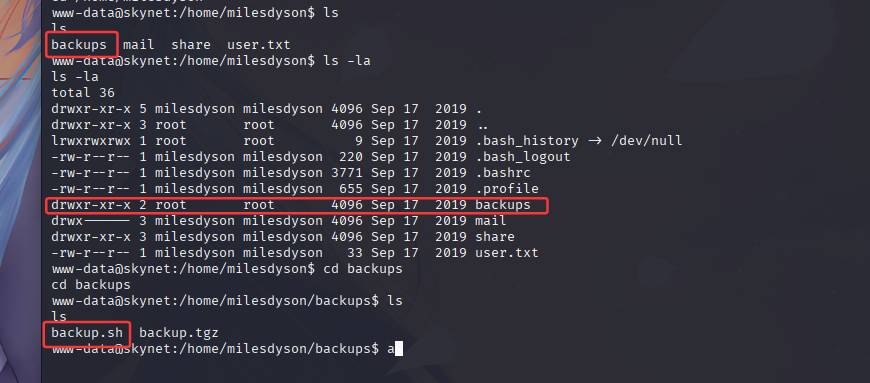 cd /home/milesdyson
www-data@skynet:/home/milesdyson$ ls
ls
backups  mail  share  user.txt
www-data@skynet:/home/milesdyson$ ls -la
ls -la
total 36
drwxr-xr-x 5 milesdyson milesdyson 4096 Sep 17  2019 .
drwxr-xr-x 3 root       root       4096 Sep 17  2019 ..
lrwxrwxrwx 1 root       root          9 Sep 17  2019 .bash_history → /dev/null
-rw-r--r-- 1 milesdyson milesdyson  220 Sep 17  2019 .bash_logout
-rw-r--r-- 1 milesdyson milesdyson 3771 Sep 17  2019 .bashrc
-rw-r--r-- 1 milesdyson milesdyson  655 Sep 17  2019 .profile
drwxr-xr-x 2 root       root       4096 Sep 17  2019 backups
drwx------ 3 milesdyson milesdyson 4096 Sep 17  2019 mail
drwxr-xr-x 3 milesdyson milesdyson 4096 Sep 17  2019 share
-rw-r--r-- 1 milesdyson milesdyson   33 Sep 17  2019 user.txt
www-data@skynet:/home/milesdyson$ cd backups
cd backups
www-data@skynet:/home/milesdyson/backups$ ls
ls
backup.sh  backup.tgz
www-data@skynet:/home/milesdyson/backups$ a